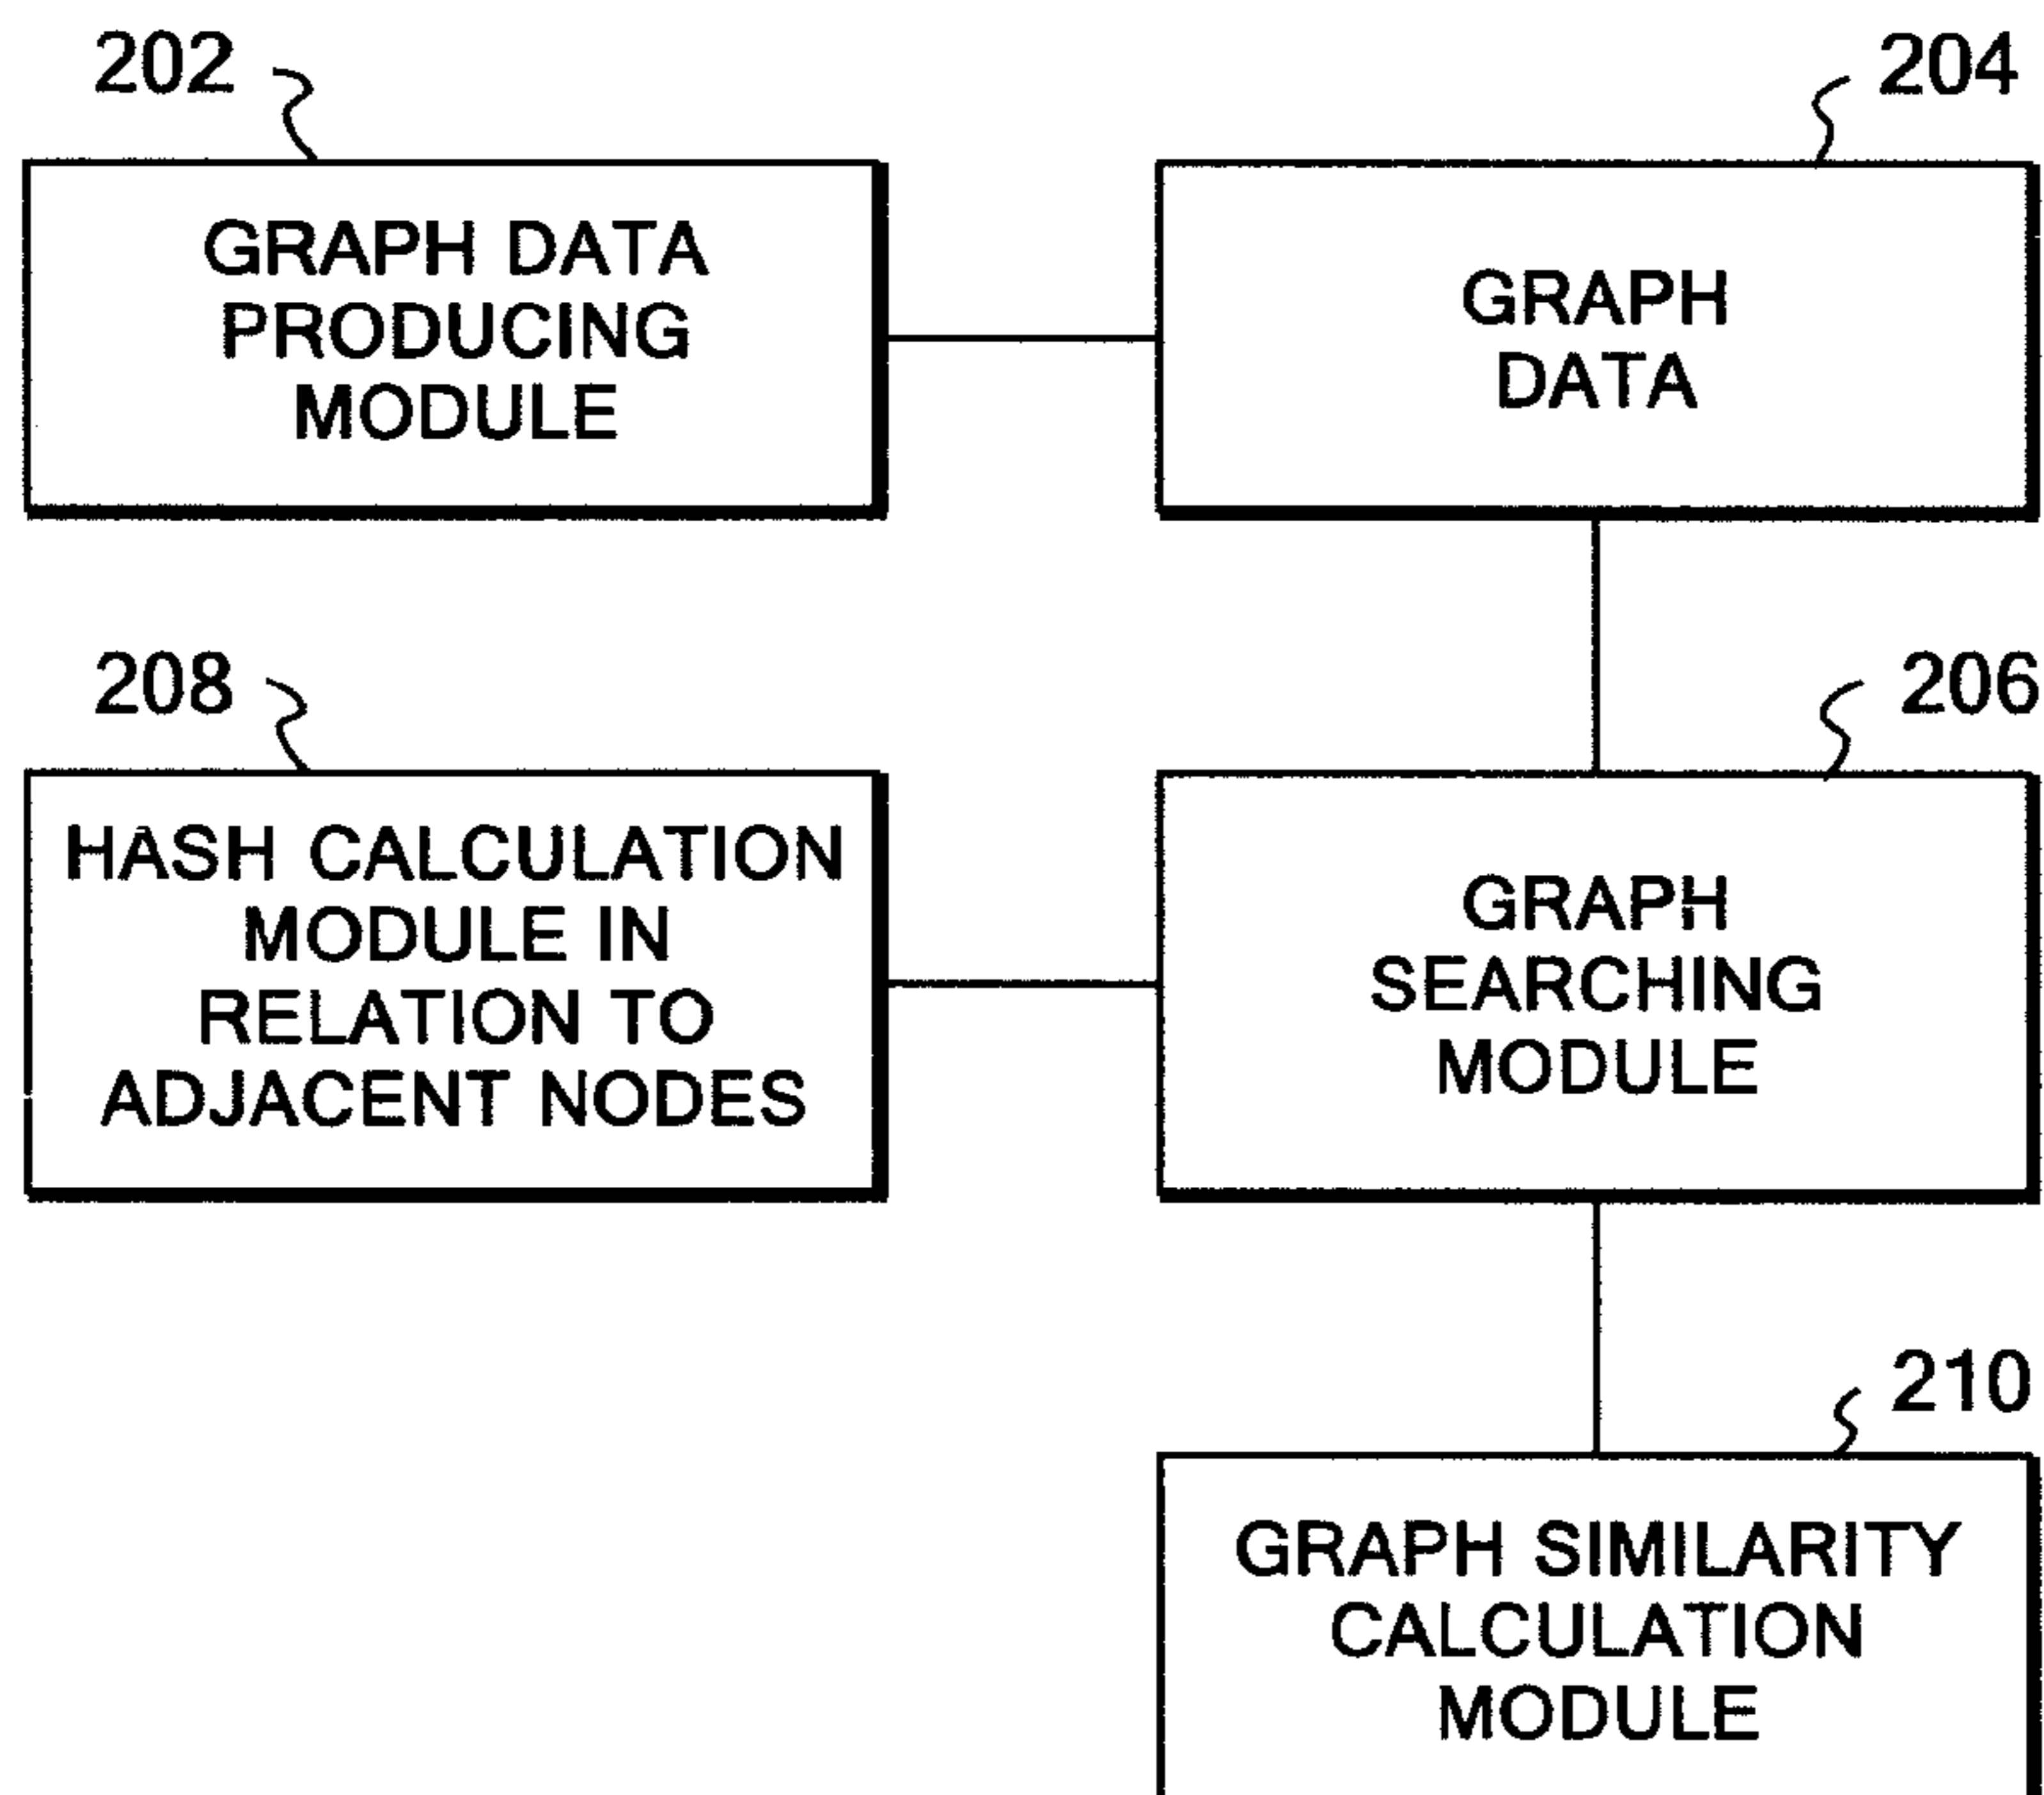 202
GRAPH DATA
PRODUCING
MODULE
204
GRAPH
DATA
208
HASH CALCULATION
MODULE IN
RELATION TO
ADJACENT NODES
206
GRAPH
SEARCHING
MODULE
210
GRAPH SIMILARITY
CALCULATION
MODULE